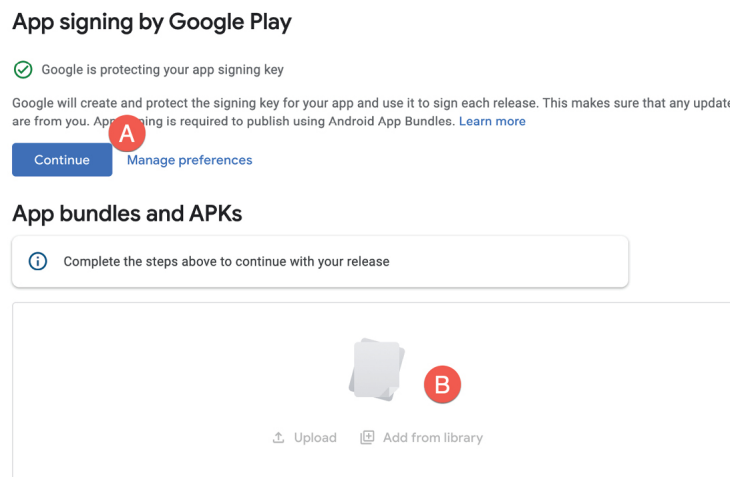 App signing by Google Play
Google is protecting your app signing key
Google will create and protect the signing key for your app and use it to sign each release. This makes sure that any update
are from you. App ning is required to publish using Android App Bundles. Learn more
A
Continue
Manage preferences
App bundles and APKs
Complete the steps above to continue with your release
B
Upload
Add from library